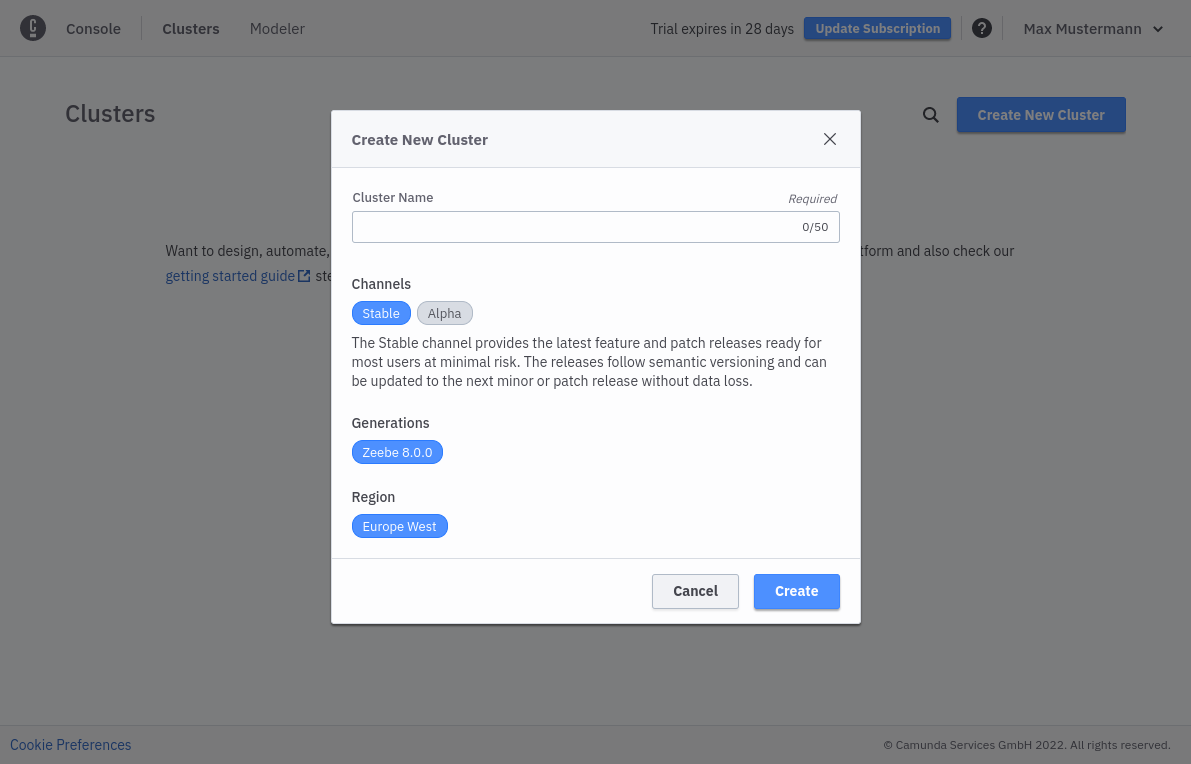 Console Clusters Modeler Trial expires in 28 days Update Subscription Max Mustermann
Clusters Create New Cluster
Create New Cluster
Cluster Name Required
0/50
Want to design, automate, tform and also check our
getting started guide ste
Channels
Stable Alpha
The Stable channel provides the latest feature and patch releases ready for
most users at minimal risk. The releases follow semantic versioning and can
be updated to the next minor or patch release without data loss.
Generations
Zeebe 8.0.0
Region
Europe West
Cancel Create
Cookie Preferences © Camunda Services GmbH 2022. All rights reserved.